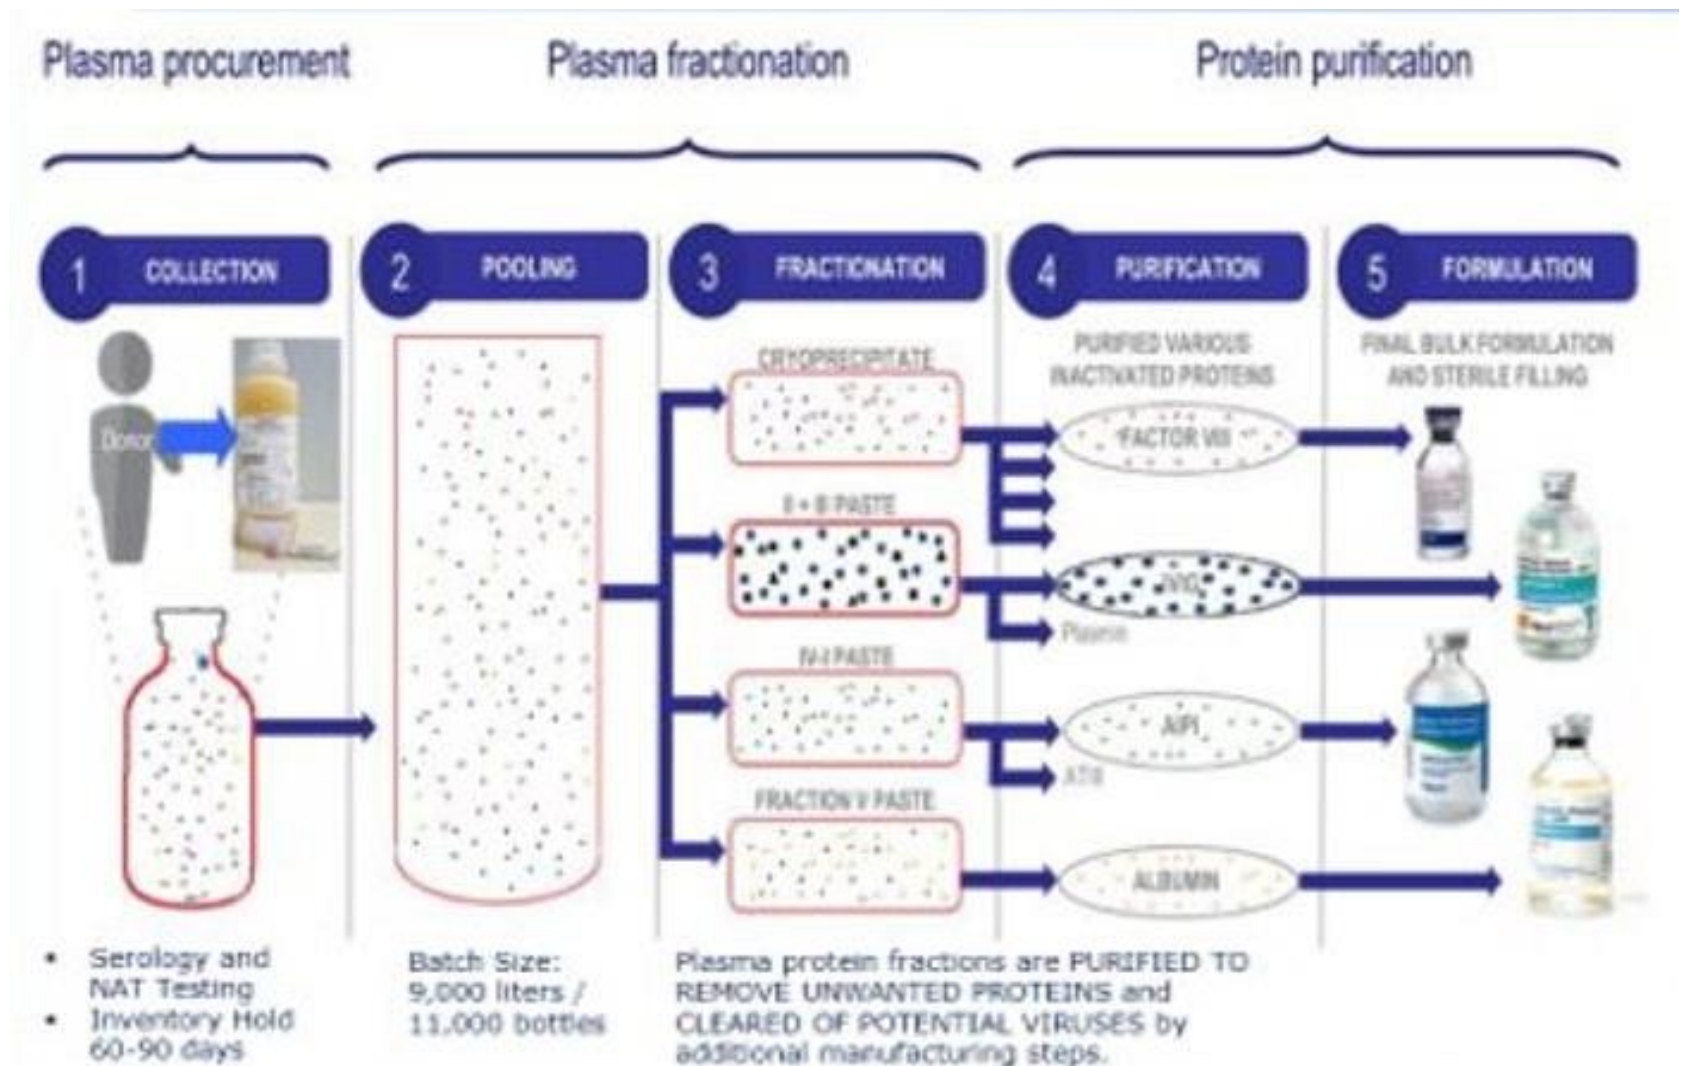 Plasma procurement
Plasma fractionation
Protein purification
1 COLLECTION
2 POOLING
3 FRACTIONATION
4 PURIFICATION
5 FORMULATION
Donor
CRYOPRECIPITATE
II + III PASTE
IV-I PASTE
FRACTION V PASTE
PURIFIED VARIOUS
INACTIVATED PROTEINS
FACTOR VIII
IVIG
Plasmin
AIPI
ATIII
ALBUMIN
FINAL BULK FORMULATION
AND STERILE FILLING
• Serology and
NAT Testing
• Inventory Hold
60-90 days
Batch Size:
9,000 liters /
11,000 bottles
Plasma protein fractions are PURIFIED TO
REMOVE UNWANTED PROTEINS and
CLEARED OF POTENTIAL VIRUSES by
additional manufacturing steps.